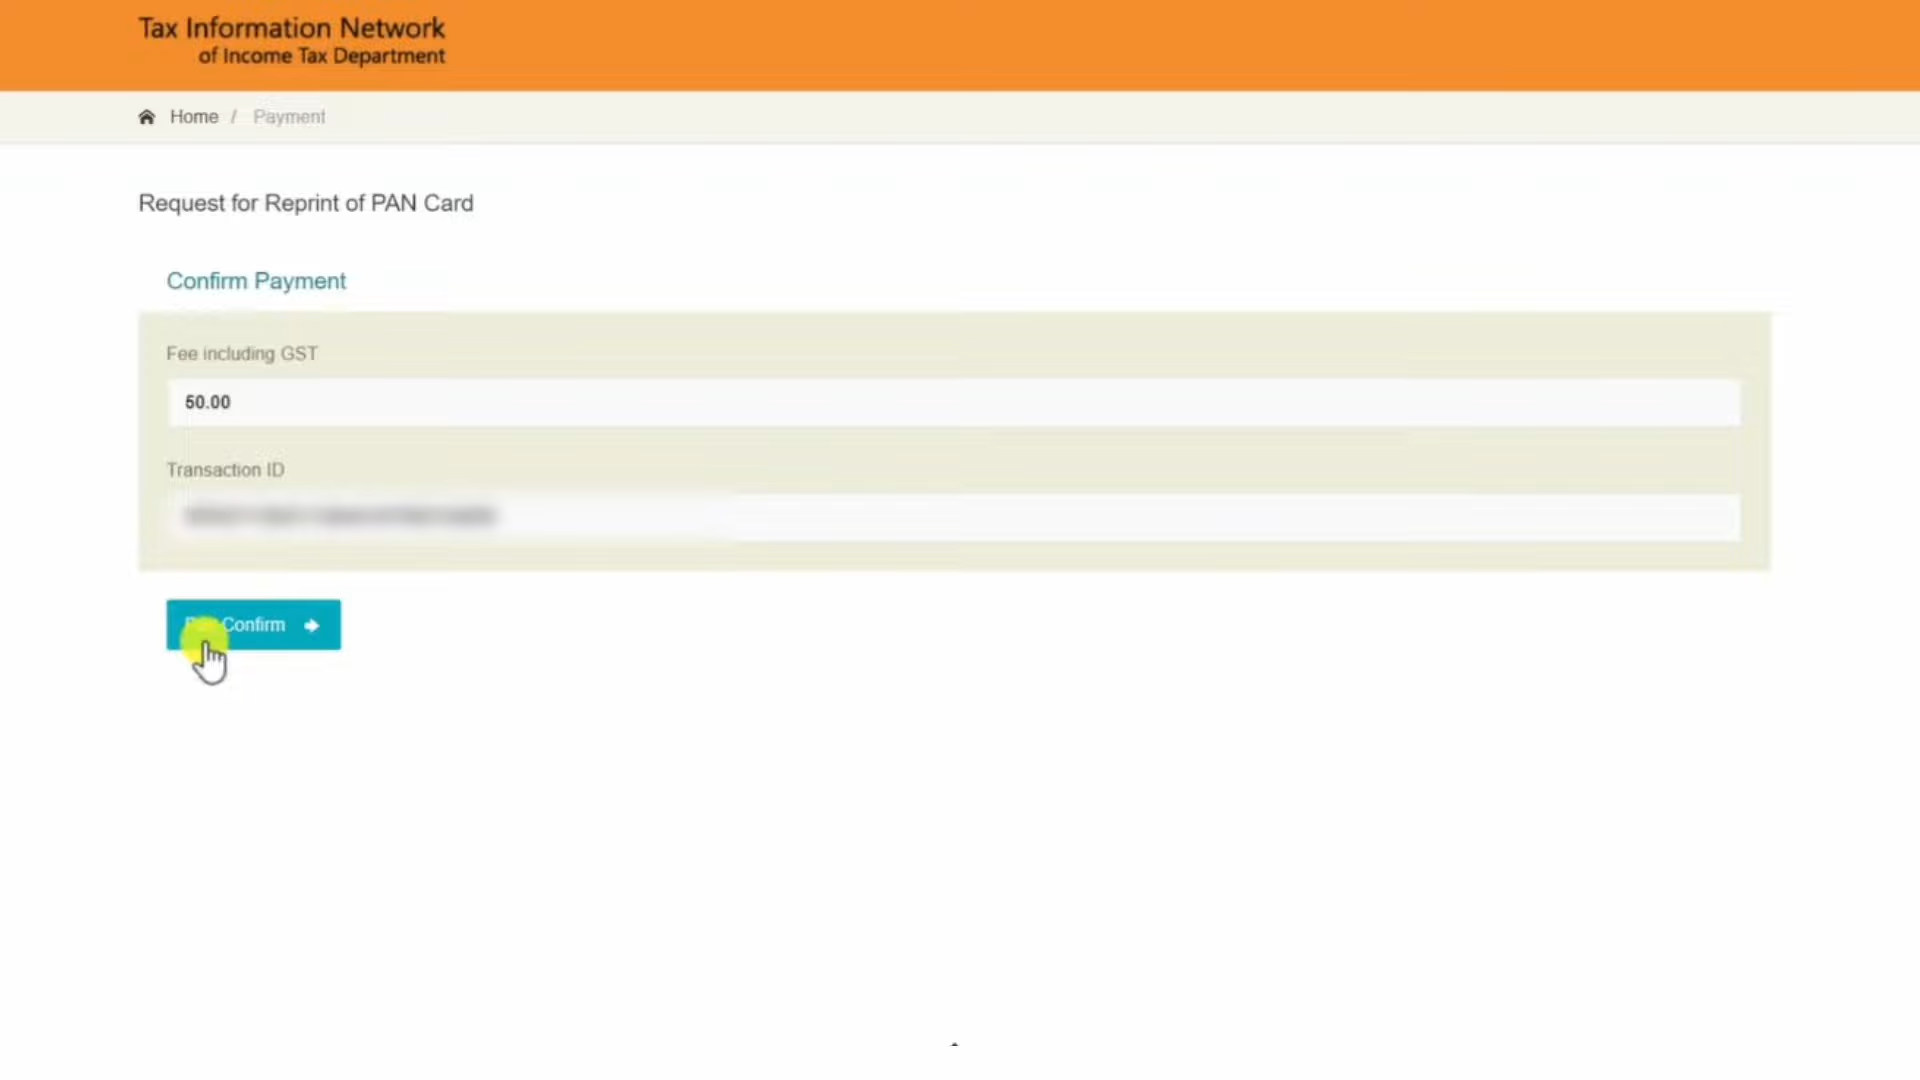 Tax Information Network
of Income Tax Department
Home / Payment
Request for Reprint of PAN Card
Confirm Payment
Fee including GST
50.00
Transaction ID
Confirm